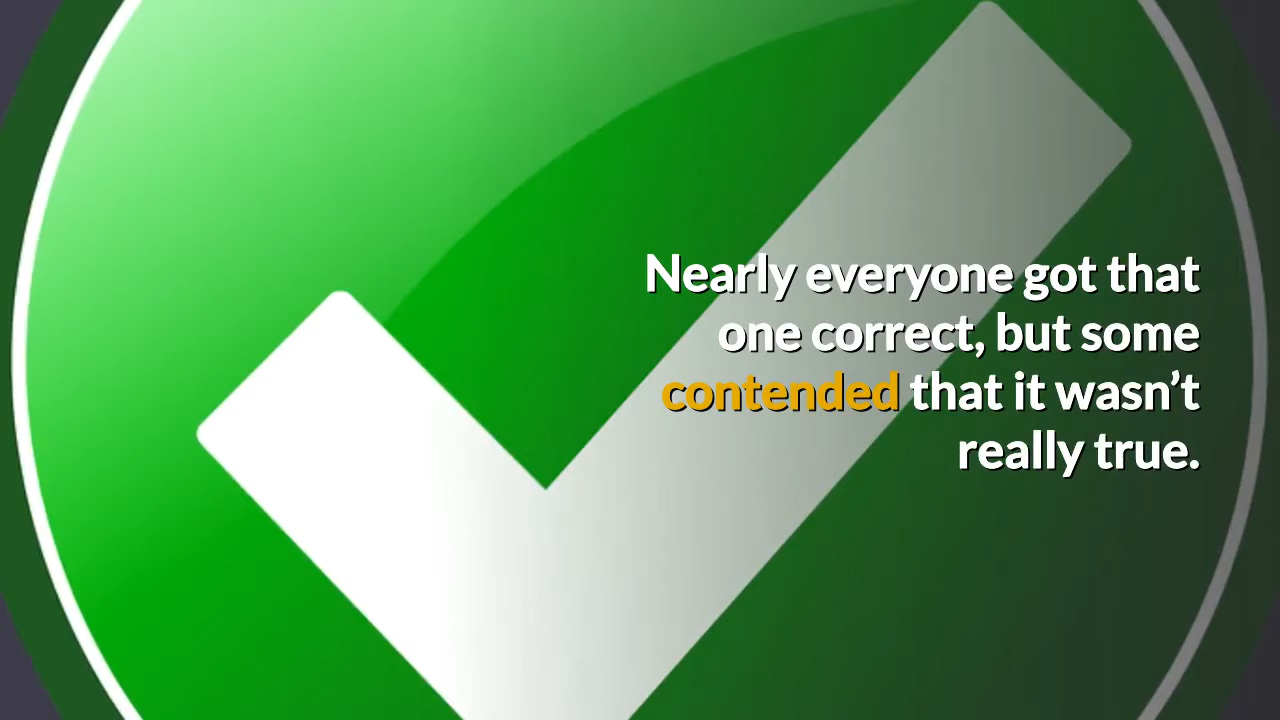 Nearly everyone got that
one correct, but some
contended that it wasn’t
really true.